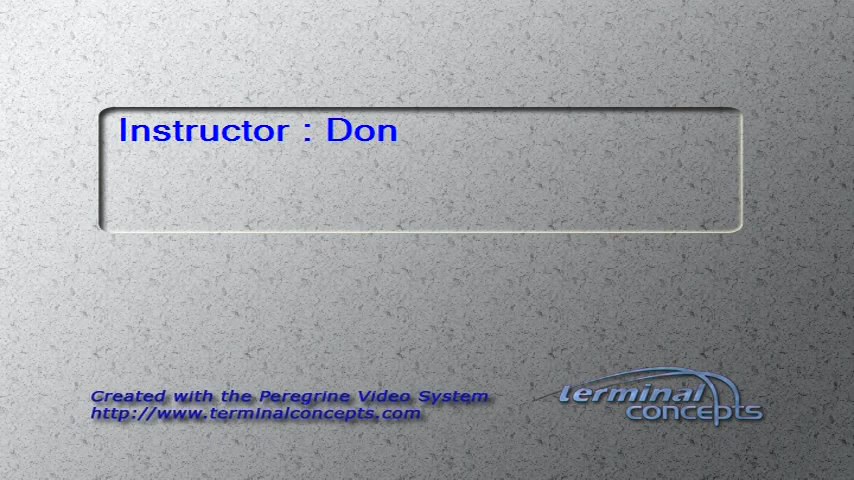 Instructor : Don
Created with the Peregrine Video System
http://www.terminalconcepts.com
terminal
concepts